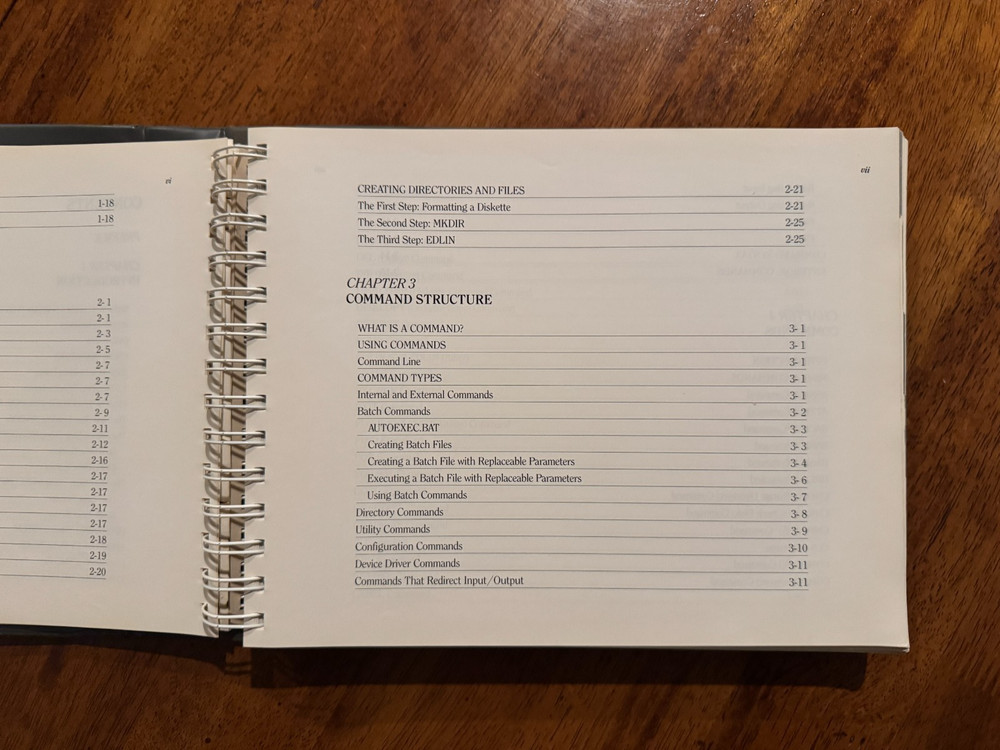 vi
1-18
1-18
2- 1
2- 1
2- 3
2- 5
2- 7
2- 7
2- 7
2- 9
2-11
2-12
2-16
2-17
2-17
2-17
2-17
2-18
2-19
2-20
vii
CREATING DIRECTORIES AND FILES 2-21
The First Step: Formatting a Diskette 2-21
The Second Step: MKDIR 2-25
The Third Step: EDLIN 2-25
CHAPTER 3
COMMAND STRUCTURE
WHAT IS A COMMAND? 3- 1
USING COMMANDS 3- 1
Command Line 3- 1
COMMAND TYPES 3- 1
Internal and External Commands 3- 1
Batch Commands 3- 2
AUTOEXEC.BAT 3- 3
Creating Batch Files 3- 3
Creating a Batch File with Replaceable Parameters 3- 4
Executing a Batch File with Replaceable Parameters 3- 6
Using Batch Commands 3- 7
Directory Commands 3- 8
Utility Commands 3- 9
Configuration Commands 3-10
Device Driver Commands 3-11
Commands That Redirect Input/Output 3-11